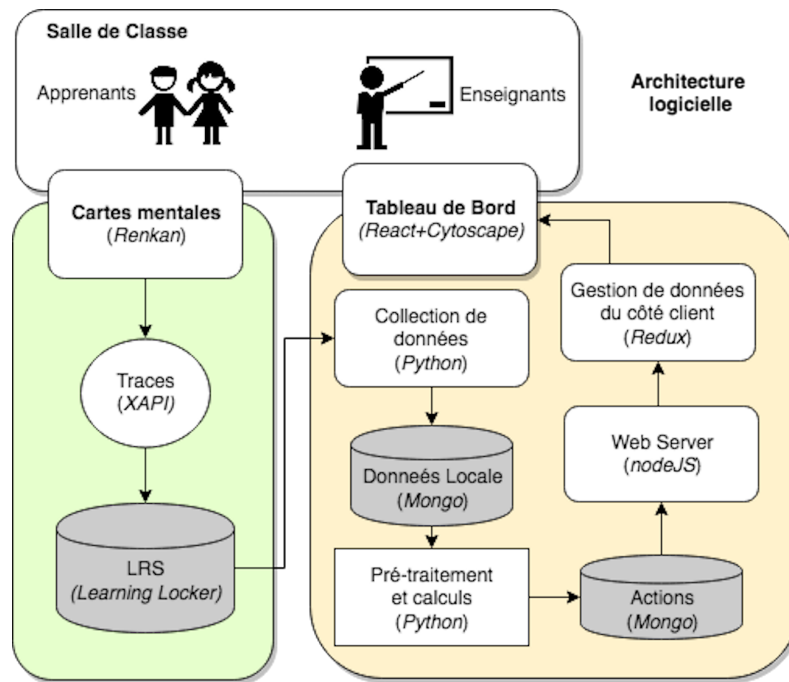 Salle de Classe
Apprenants
Enseignants
Architecture
logicielle
Cartes mentales
(Renkan)
Traces
(XAPI)
LRS
(Learning Locker)
Tableau de Bord
(React+Cytoscape)
Collection de
données
(Python)
Donneés Locale
(Mongo)
Pré-traitement
et calculs
(Python)
Actions
(Mongo)
Web Server
(nodeJS)
Gestion de données
du côté client
(Redux)